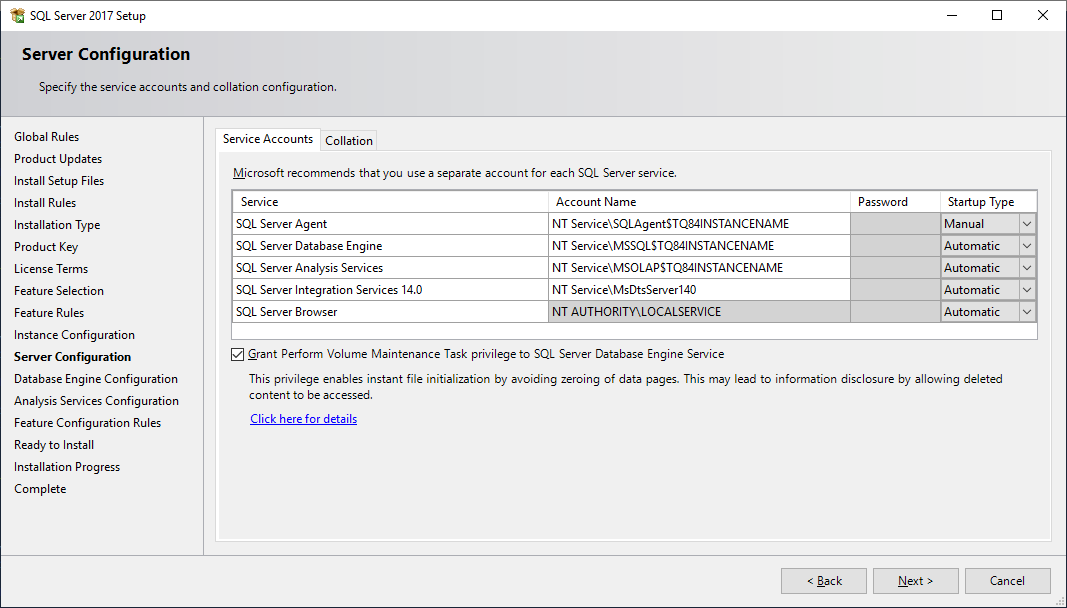 SQL Server 2017 Setup
Server Configuration
Specify the service accounts and collation configuration.
Global Rules
Product Updates
Install Setup Files
Install Rules
Installation Type
Product Key
License Terms
Feature Selection
Feature Rules
Instance Configuration
Server Configuration
Database Engine Configuration
Analysis Services Configuration
Feature Configuration Rules
Ready to Install
Installation Progress
Complete
Service Accounts Collation
Microsoft recommends that you use a separate account for each SQL Server service.
Service Account Name Password Startup Type
SQL Server Agent NT Service\SQLAgent$TQ84INSTANCENAME Manual
SQL Server Database Engine NT Service\MSSQL$TQ84INSTANCENAME Automatic
SQL Server Analysis Services NT Service\MSOLAP$TQ84INSTANCENAME Automatic
SQL Server Integration Services 14.0 NT Service\MsDtsServer140 Automatic
SQL Server Browser NT AUTHORITY\LOCALSERVICE Automatic
Grant Perform Volume Maintenance Task privilege to SQL Server Database Engine Service
This privilege enables instant file initialization by avoiding zeroing of data pages. This may lead to information disclosure by allowing deleted
content to be accessed.
Click here for details
< Back Next > Cancel